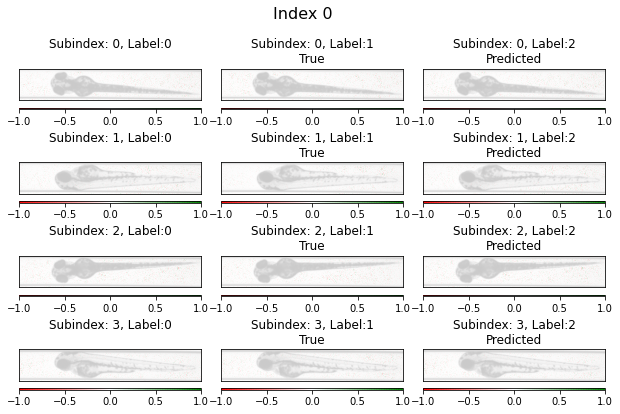 Index 0
Subindex: 0, Label:0
Subindex: 0, Label:1
True
Subindex: 0, Label:2
Predicted
−1.0 −0.5 0.0 0.5 1.0
−1.0 −0.5 0.0 0.5 1.0
−1.0 −0.5 0.0 0.5 1.0
Subindex: 1, Label:0
Subindex: 1, Label:1
True
Subindex: 1, Label:2
Predicted
−1.0 −0.5 0.0 0.5 1.0
−1.0 −0.5 0.0 0.5 1.0
−1.0 −0.5 0.0 0.5 1.0
Subindex: 2, Label:0
Subindex: 2, Label:1
True
Subindex: 2, Label:2
Predicted
−1.0 −0.5 0.0 0.5 1.0
−1.0 −0.5 0.0 0.5 1.0
−1.0 −0.5 0.0 0.5 1.0
Subindex: 3, Label:0
Subindex: 3, Label:1
True
Subindex: 3, Label:2
Predicted
−1.0 −0.5 0.0 0.5 1.0
−1.0 −0.5 0.0 0.5 1.0
−1.0 −0.5 0.0 0.5 1.0